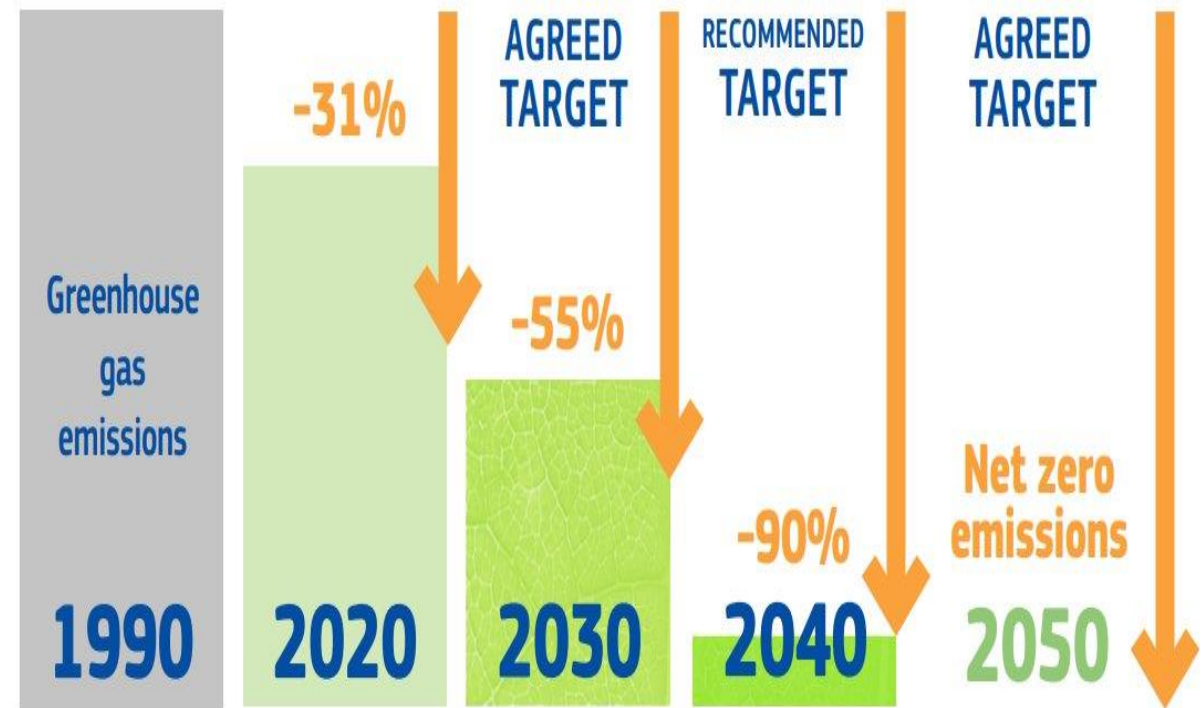 Greenhouse
gas
emissions
1990
-31%
2020
AGREED
TARGET
-55%
2030
RECOMMENDED
TARGET
-90%
2040
AGREED
TARGET
Net zero
emissions
2050